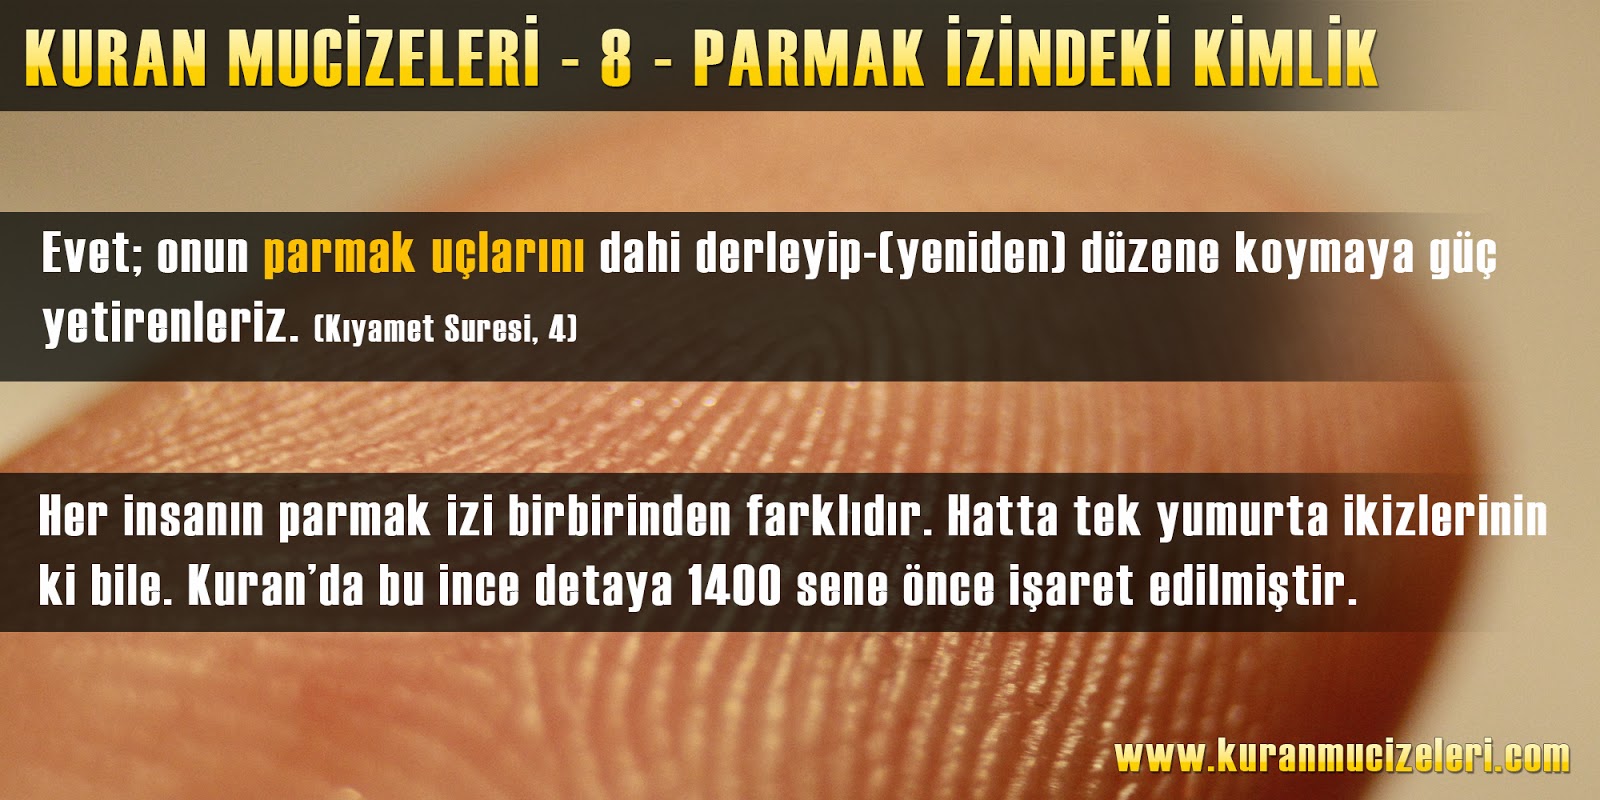 KURAN MUCİZELERİ - 8 - PARMAK İZİNDEKİ KİMLİK
Evet; onun parmak uçlarını dahi derleyip-(yeniden) düzene koymaya güç
yetirenleriz. (Kıyamet Suresi, 4)
Her insanın parmak izi birbirinden farklıdır. Hatta tek yumurta ikizlerinin
ki bile. Kuran’da bu ince detaya 1400 sene önce işaret edilmiştir.
www.kuranmucizeleri.com